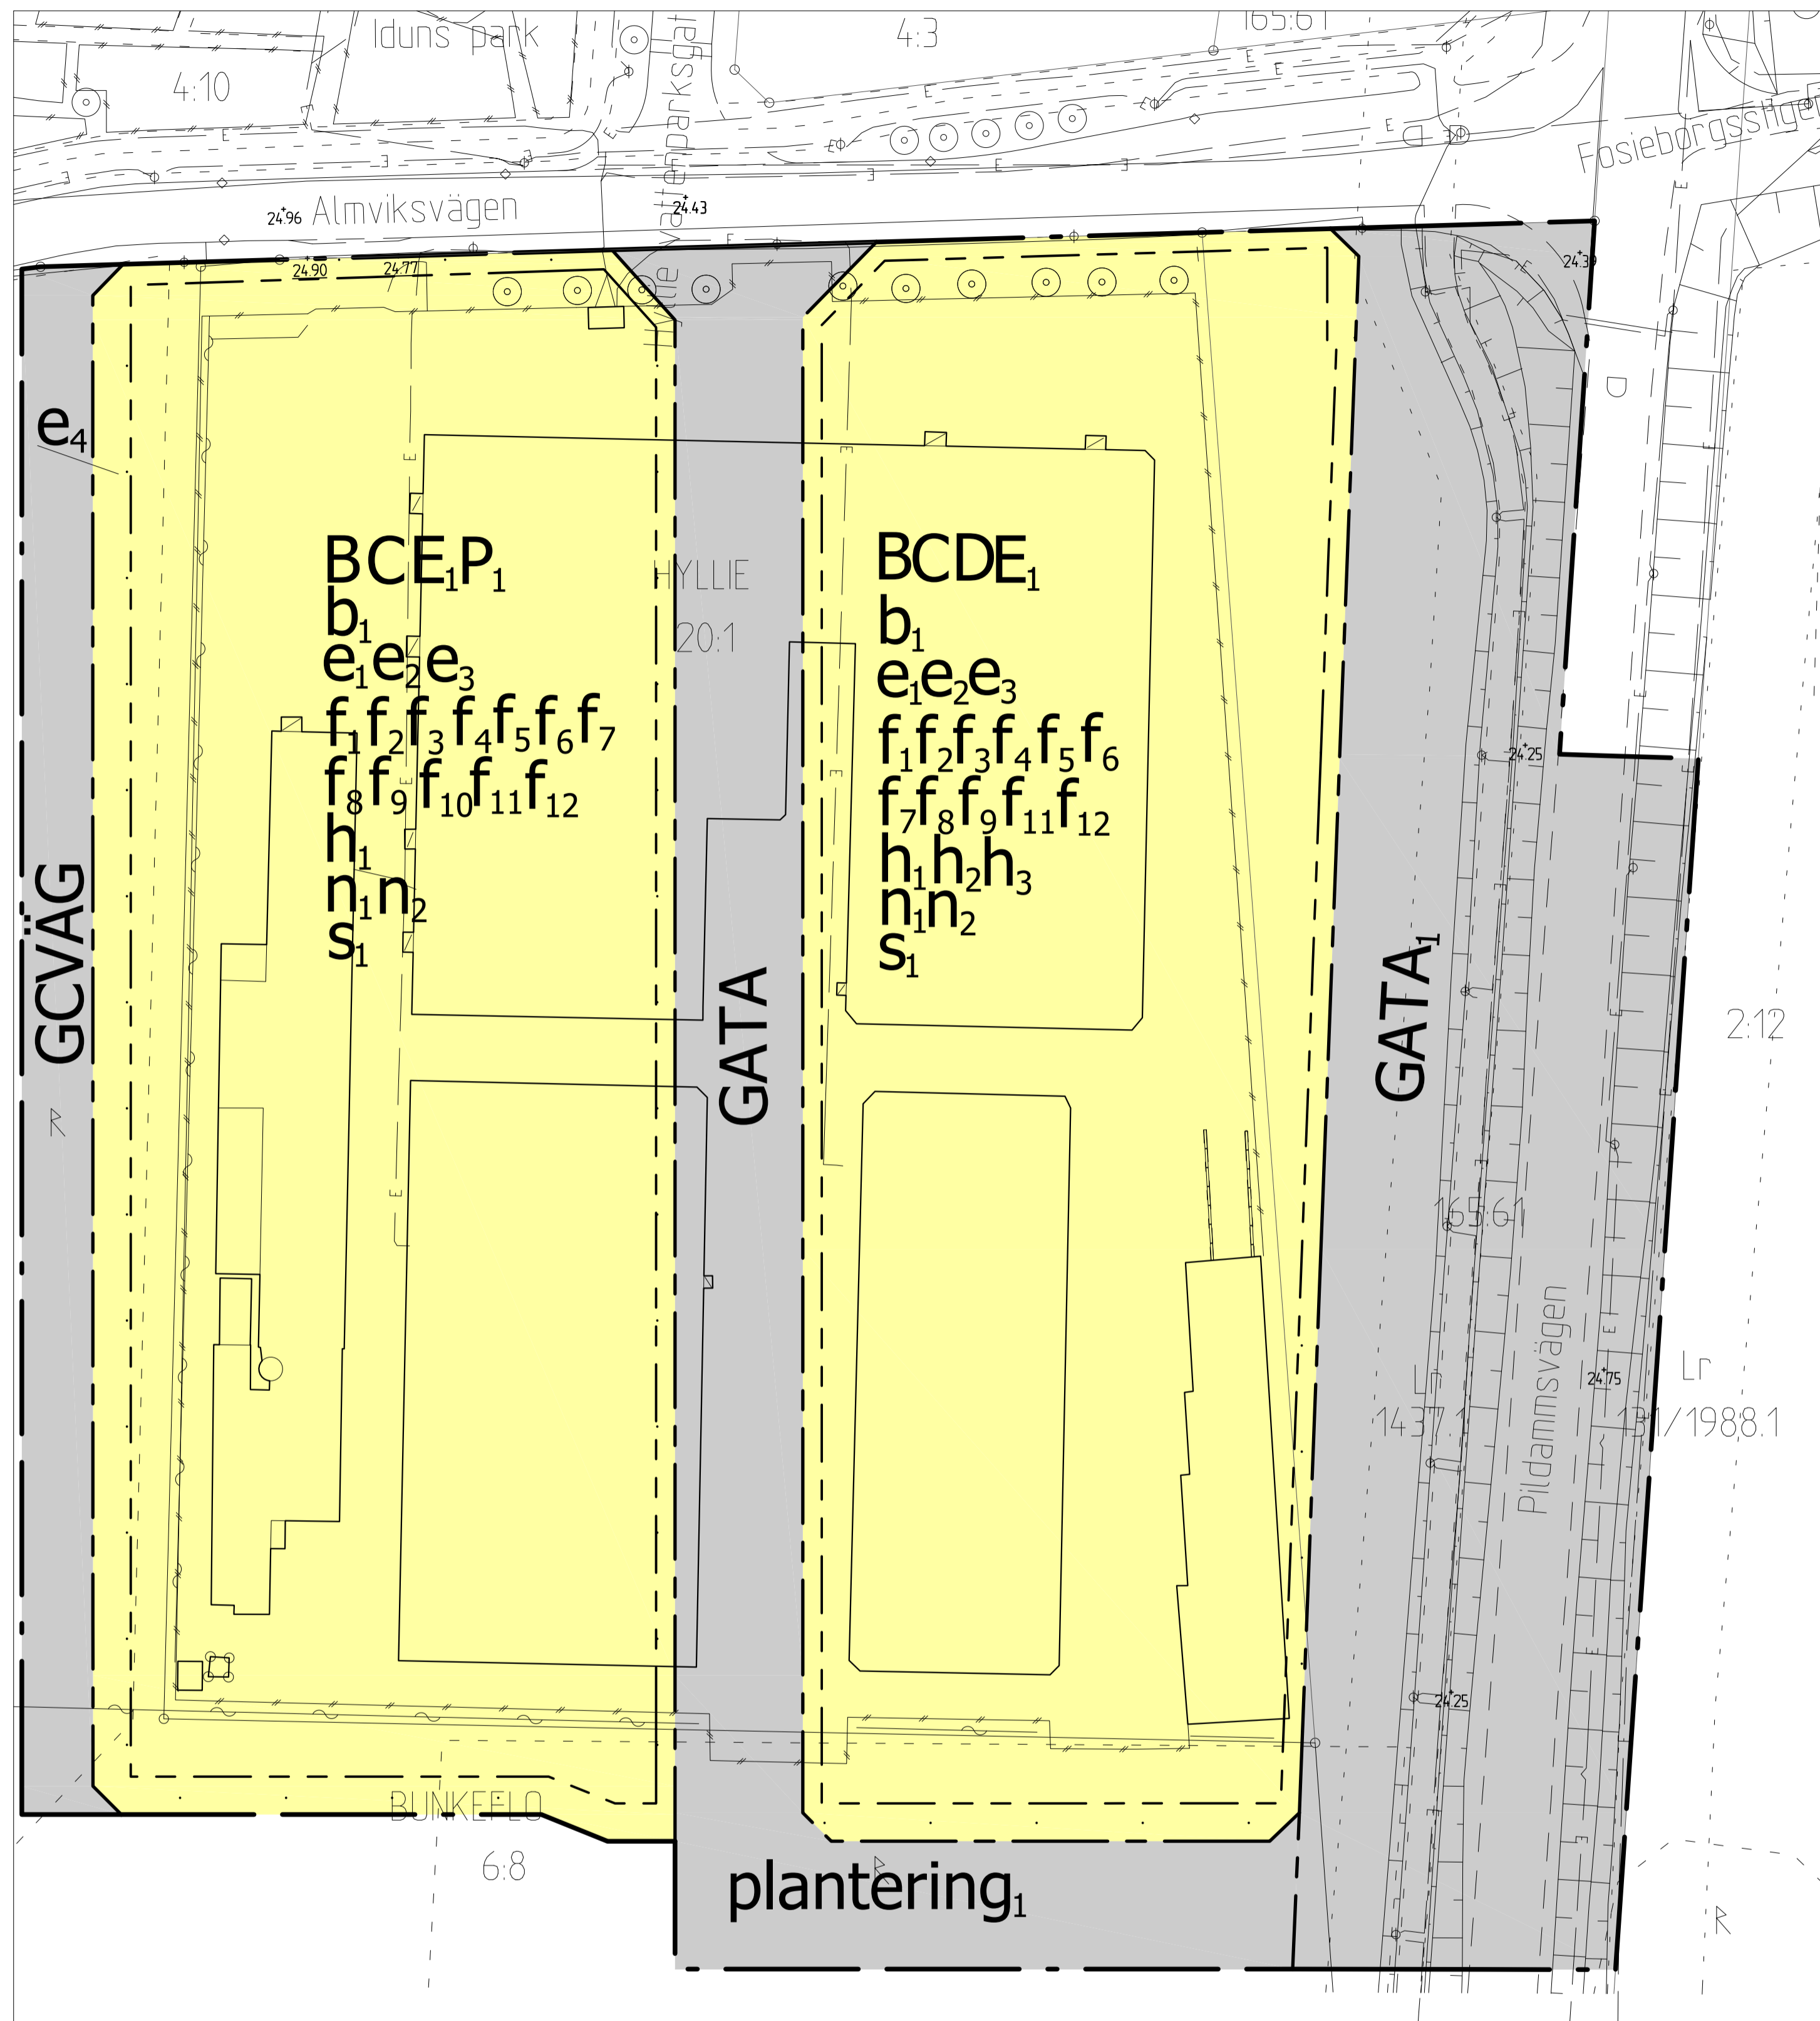 Iduns park
4:3
165:61
4:10
Fosieborgsstigen
Almviksvägen
24.96
24.43
24.90
24.77
24.39
e4
BCE1P1
b1
e1e2e3
f1f2f3f4f5f6f7
f8f9f10f11f12
h1
n1n2
s1
HYLLIE
20:1
BCDE1
b1
e1e2e3
f1f2f3f4f5f6
f7f8f9f11f12
h1h2h3
n1n2
s1
24.25
GCVÄG
GATA
GATA1
2:12
165:61
Pildammsvägen
24.75
Lr
1437.1
131/1988.1
24.25
BUNKEFLO
6:8
plantering1